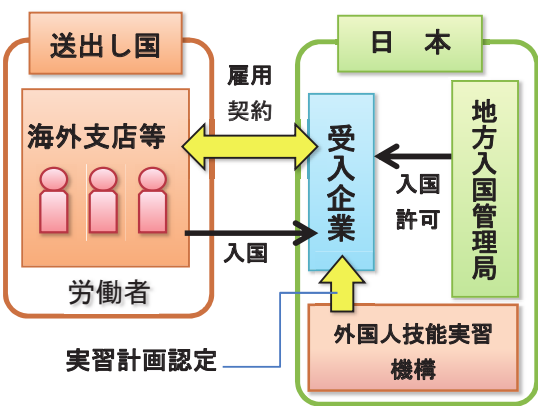 送出し国
日 本
雇用
契約
海外支店等
受入企業
地方入国管理局
入国
許可
入国
労働者
外国人技能実習
機構
実習計画認定